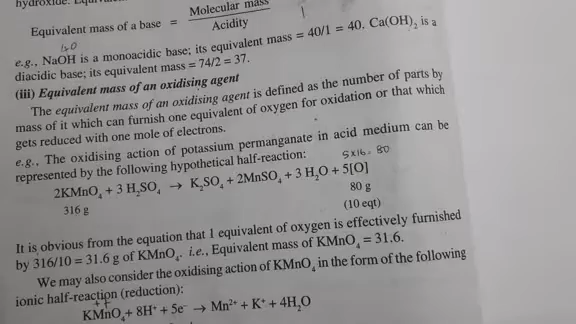 hydroxide.
Molecular mass
Equivalent mass of a base = Acidity
e.g., NaOH is a monoacidic base; its equivalent mass = 40/1 = 40. Ca(OH)₂ is a
diacidic base; its equivalent mass = 74/2 = 37.
(iii) Equivalent mass of an oxidising agent
The equivalent mass of an oxidising agent is defined as the number of parts by
mass of it which can furnish one equivalent of oxygen for oxidation or that which
gets reduced with one mole of electrons.
e.g., The oxidising action of potassium permanganate in acid medium can be
represented by the following hypothetical half-reaction:
5x16 = 80
2KMnO₄ + 3 H₂SO₄ → K₂SO₄ + 2MnSO₄ + 3 H₂O + 5[O]
316 g 80 g
(10 eqt)
It is obvious from the equation that 1 equivalent of oxygen is effectively furnished
by 316/10 = 31.6 g of KMnO₄. i.e., Equivalent mass of KMnO₄ = 31.6.
We may also consider the oxidising action of KMnO₄ in the form of the following
ionic half-reaction (reduction):
KMnO₄ + 8H⁺ + 5e⁻ → Mn²⁺ + K⁺ + 4H₂O